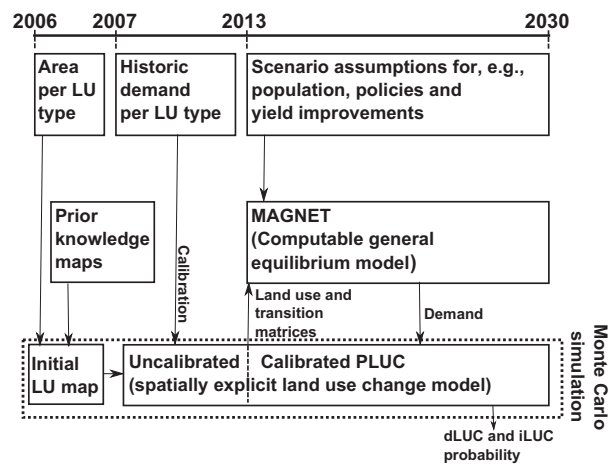 2006 2007 2013 2030
Area
per LU
type
Historic
demand
per LU type
Scenario assumptions for, e.g.,
population, policies and
yield improvements
Prior
knowledge
maps
Calibration
MAGNET
(Computable general
equilibrium model)
Land use and
transition
matrices
Demand
Initial
LU map
Uncalibrated Calibrated PLUC
(spatially explicit land use change model)
Monte Carlo
simulation
dLUC and iLUC
probability